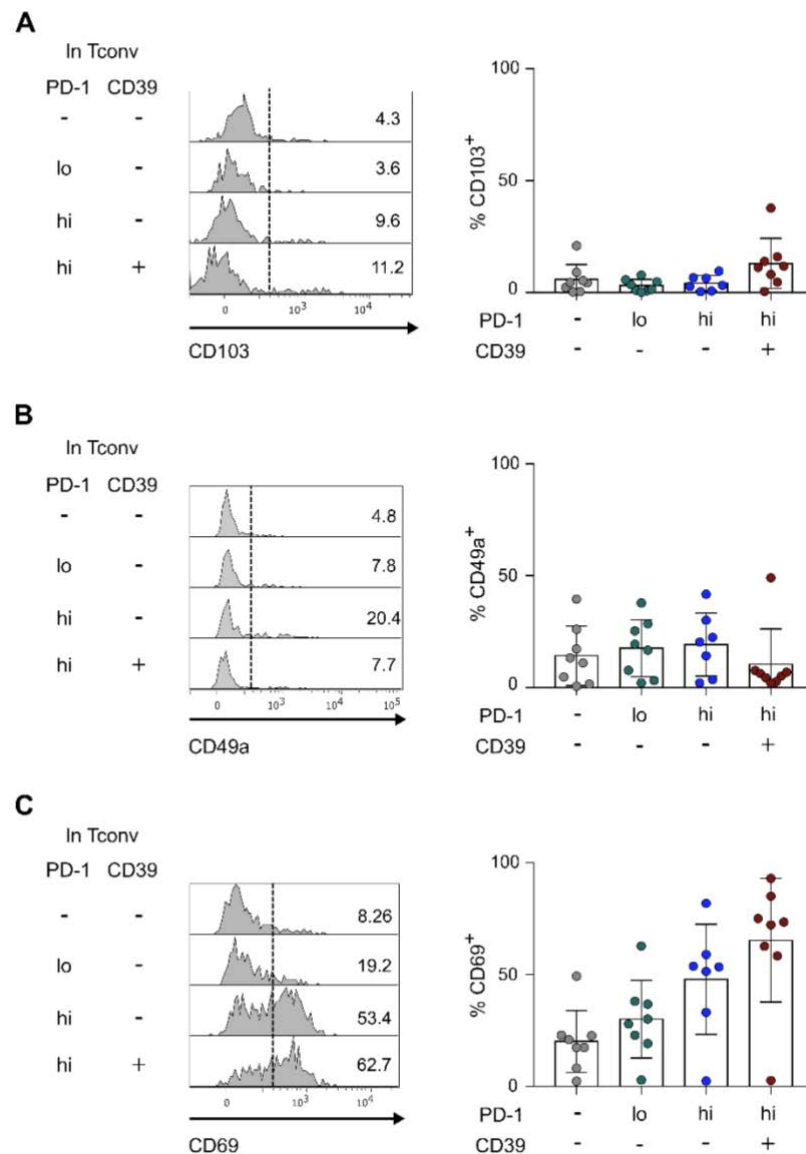 A
In Tconv
PD-1 CD39
- -
lo -
hi -
hi +
4.3
3.6
9.6
11.2
0 10³ 10⁴
CD103
% CD103⁺
100
50
0
PD-1 - lo hi hi
CD39 - - - +
B
In Tconv
PD-1 CD39
- -
lo -
hi -
hi +
4.8
7.8
20.4
7.7
0 10³ 10⁴ 10⁵
CD49a
% CD49a⁺
100
50
0
PD-1 - lo hi hi
CD39 - - - +
C
In Tconv
PD-1 CD39
- -
lo -
hi -
hi +
8.26
19.2
53.4
62.7
0 10³ 10⁴
CD69
% CD69⁺
100
50
0
PD-1 - lo hi hi
CD39 - - - +